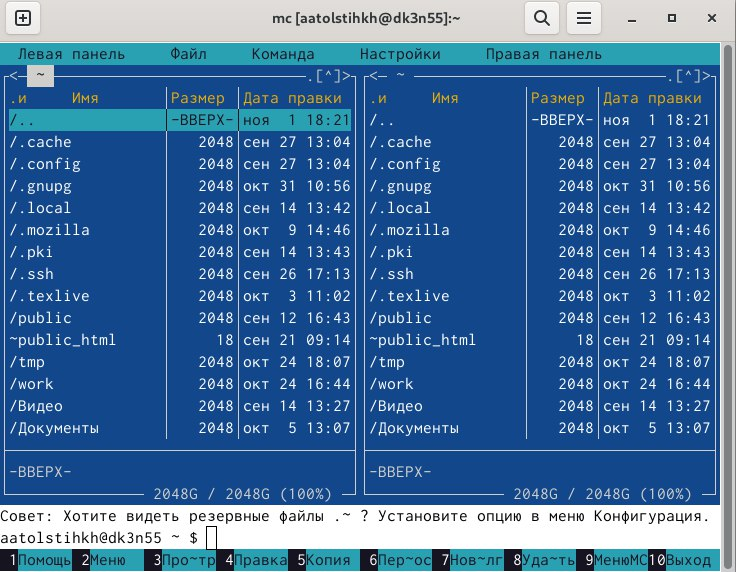 mc [aatolstihkh@dk3n55]:~
Левая панель Файл Команда Настройки Правая панель
<─ ~ .[^]> <─ ~ .[^]>
.и Имя Размер Дата правки .и Имя Размер Дата правки
/.. -ВВЕРХ- ноя 1 18:21 /.. -ВВЕРХ- ноя 1 18:21
/.cache 2048 сен 27 13:04 /.cache 2048 сен 27 13:04
/.config 2048 сен 27 13:04 /.config 2048 сен 27 13:04
/.gnupg 2048 окт 31 10:56 /.gnupg 2048 окт 31 10:56
/.local 2048 сен 14 13:42 /.local 2048 сен 14 13:42
/.mozilla 2048 окт 9 14:46 /.mozilla 2048 окт 9 14:46
/.pki 2048 сен 14 13:43 /.pki 2048 сен 14 13:43
/.ssh 2048 сен 26 17:13 /.ssh 2048 сен 26 17:13
/.texlive 2048 окт 3 11:02 /.texlive 2048 окт 3 11:02
/public 2048 сен 12 16:43 /public 2048 сен 12 16:43
~public_html 18 сен 21 09:14 ~public_html 18 сен 21 09:14
/tmp 2048 окт 24 18:07 /tmp 2048 окт 24 18:07
/work 2048 окт 24 16:44 /work 2048 окт 24 16:44
/Видео 2048 сен 14 13:27 /Видео 2048 сен 14 13:27
/Документы 2048 окт 5 13:07 /Документы 2048 окт 5 13:07
-ВВЕРХ- -ВВЕРХ-
2048G / 2048G (100%) 2048G / 2048G (100%)
Совет: Хотите видеть резервные файлы .~ ? Установите опцию в меню Конфигурация.
aatolstihkh@dk3n55 ~ $
1Помощь 2Меню 3Про~тр 4Правка 5Копия 6Пер~ос 7Нов~лг 8Уда~ть 9МенюMC 10Выход